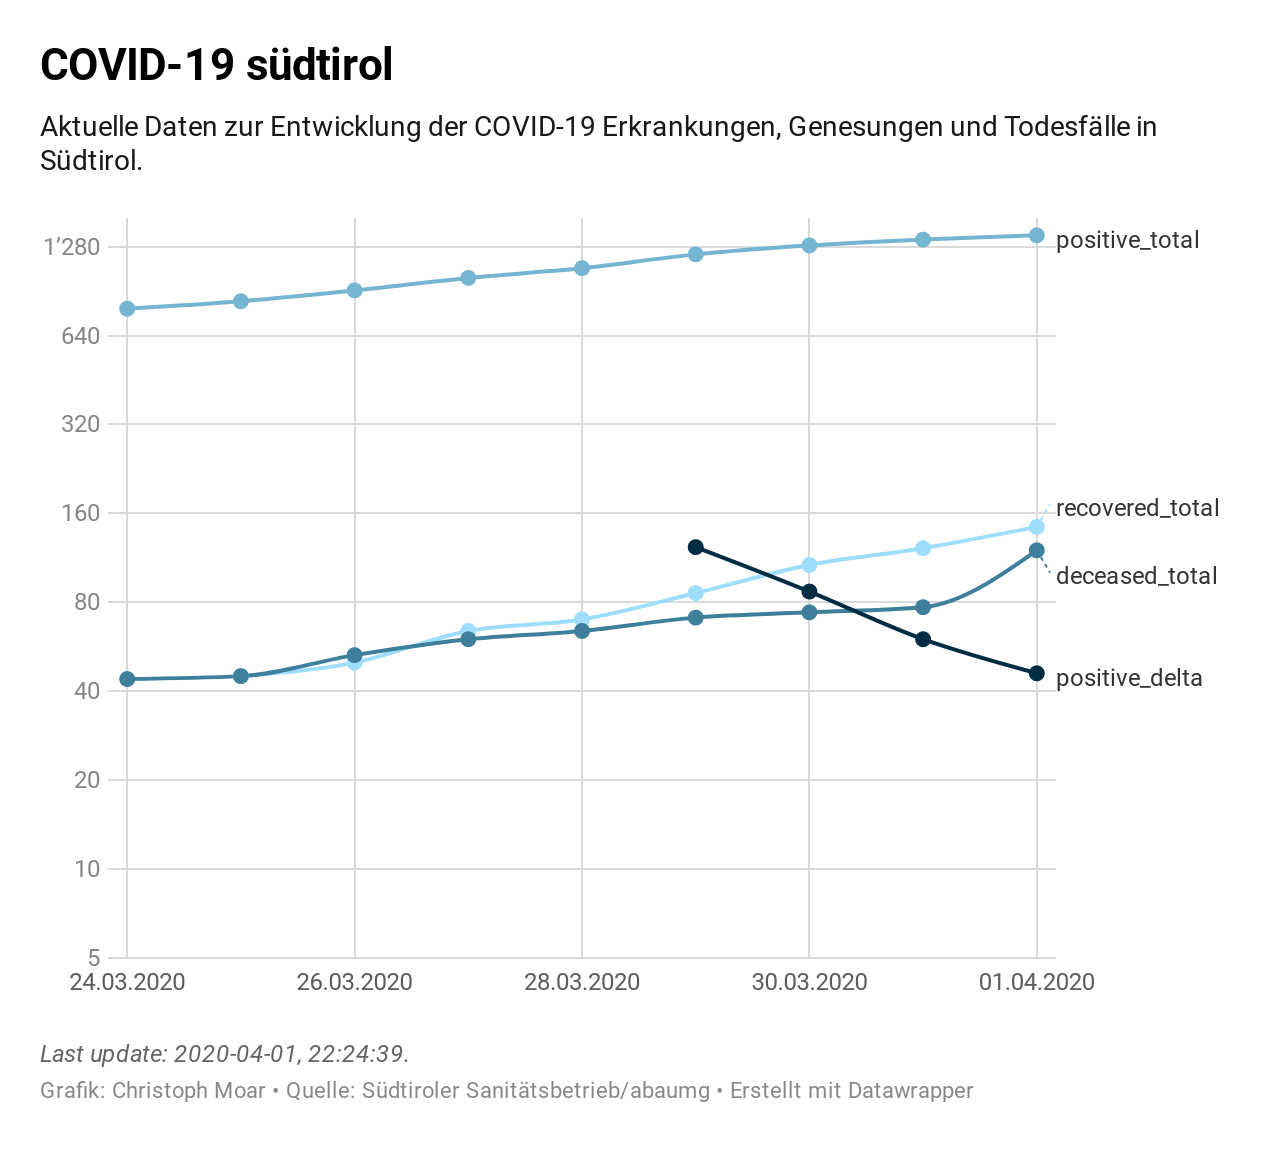 COVID-19 südtirol
Aktuelle Daten zur Entwicklung der COVID-19 Erkrankungen, Genesungen und Todesfälle in
Südtirol.
1’280
positive_total
640
320
160
recovered_total
deceased_total
80
positive_delta
40
20
10
5
24.03.2020 26.03.2020 28.03.2020 30.03.2020 01.04.2020
Last update: 2020-04-01, 22:24:39.
Grafik: Christoph Moar • Quelle: Südtiroler Sanitätsbetrieb/abaumg • Erstellt mit Datawrapper